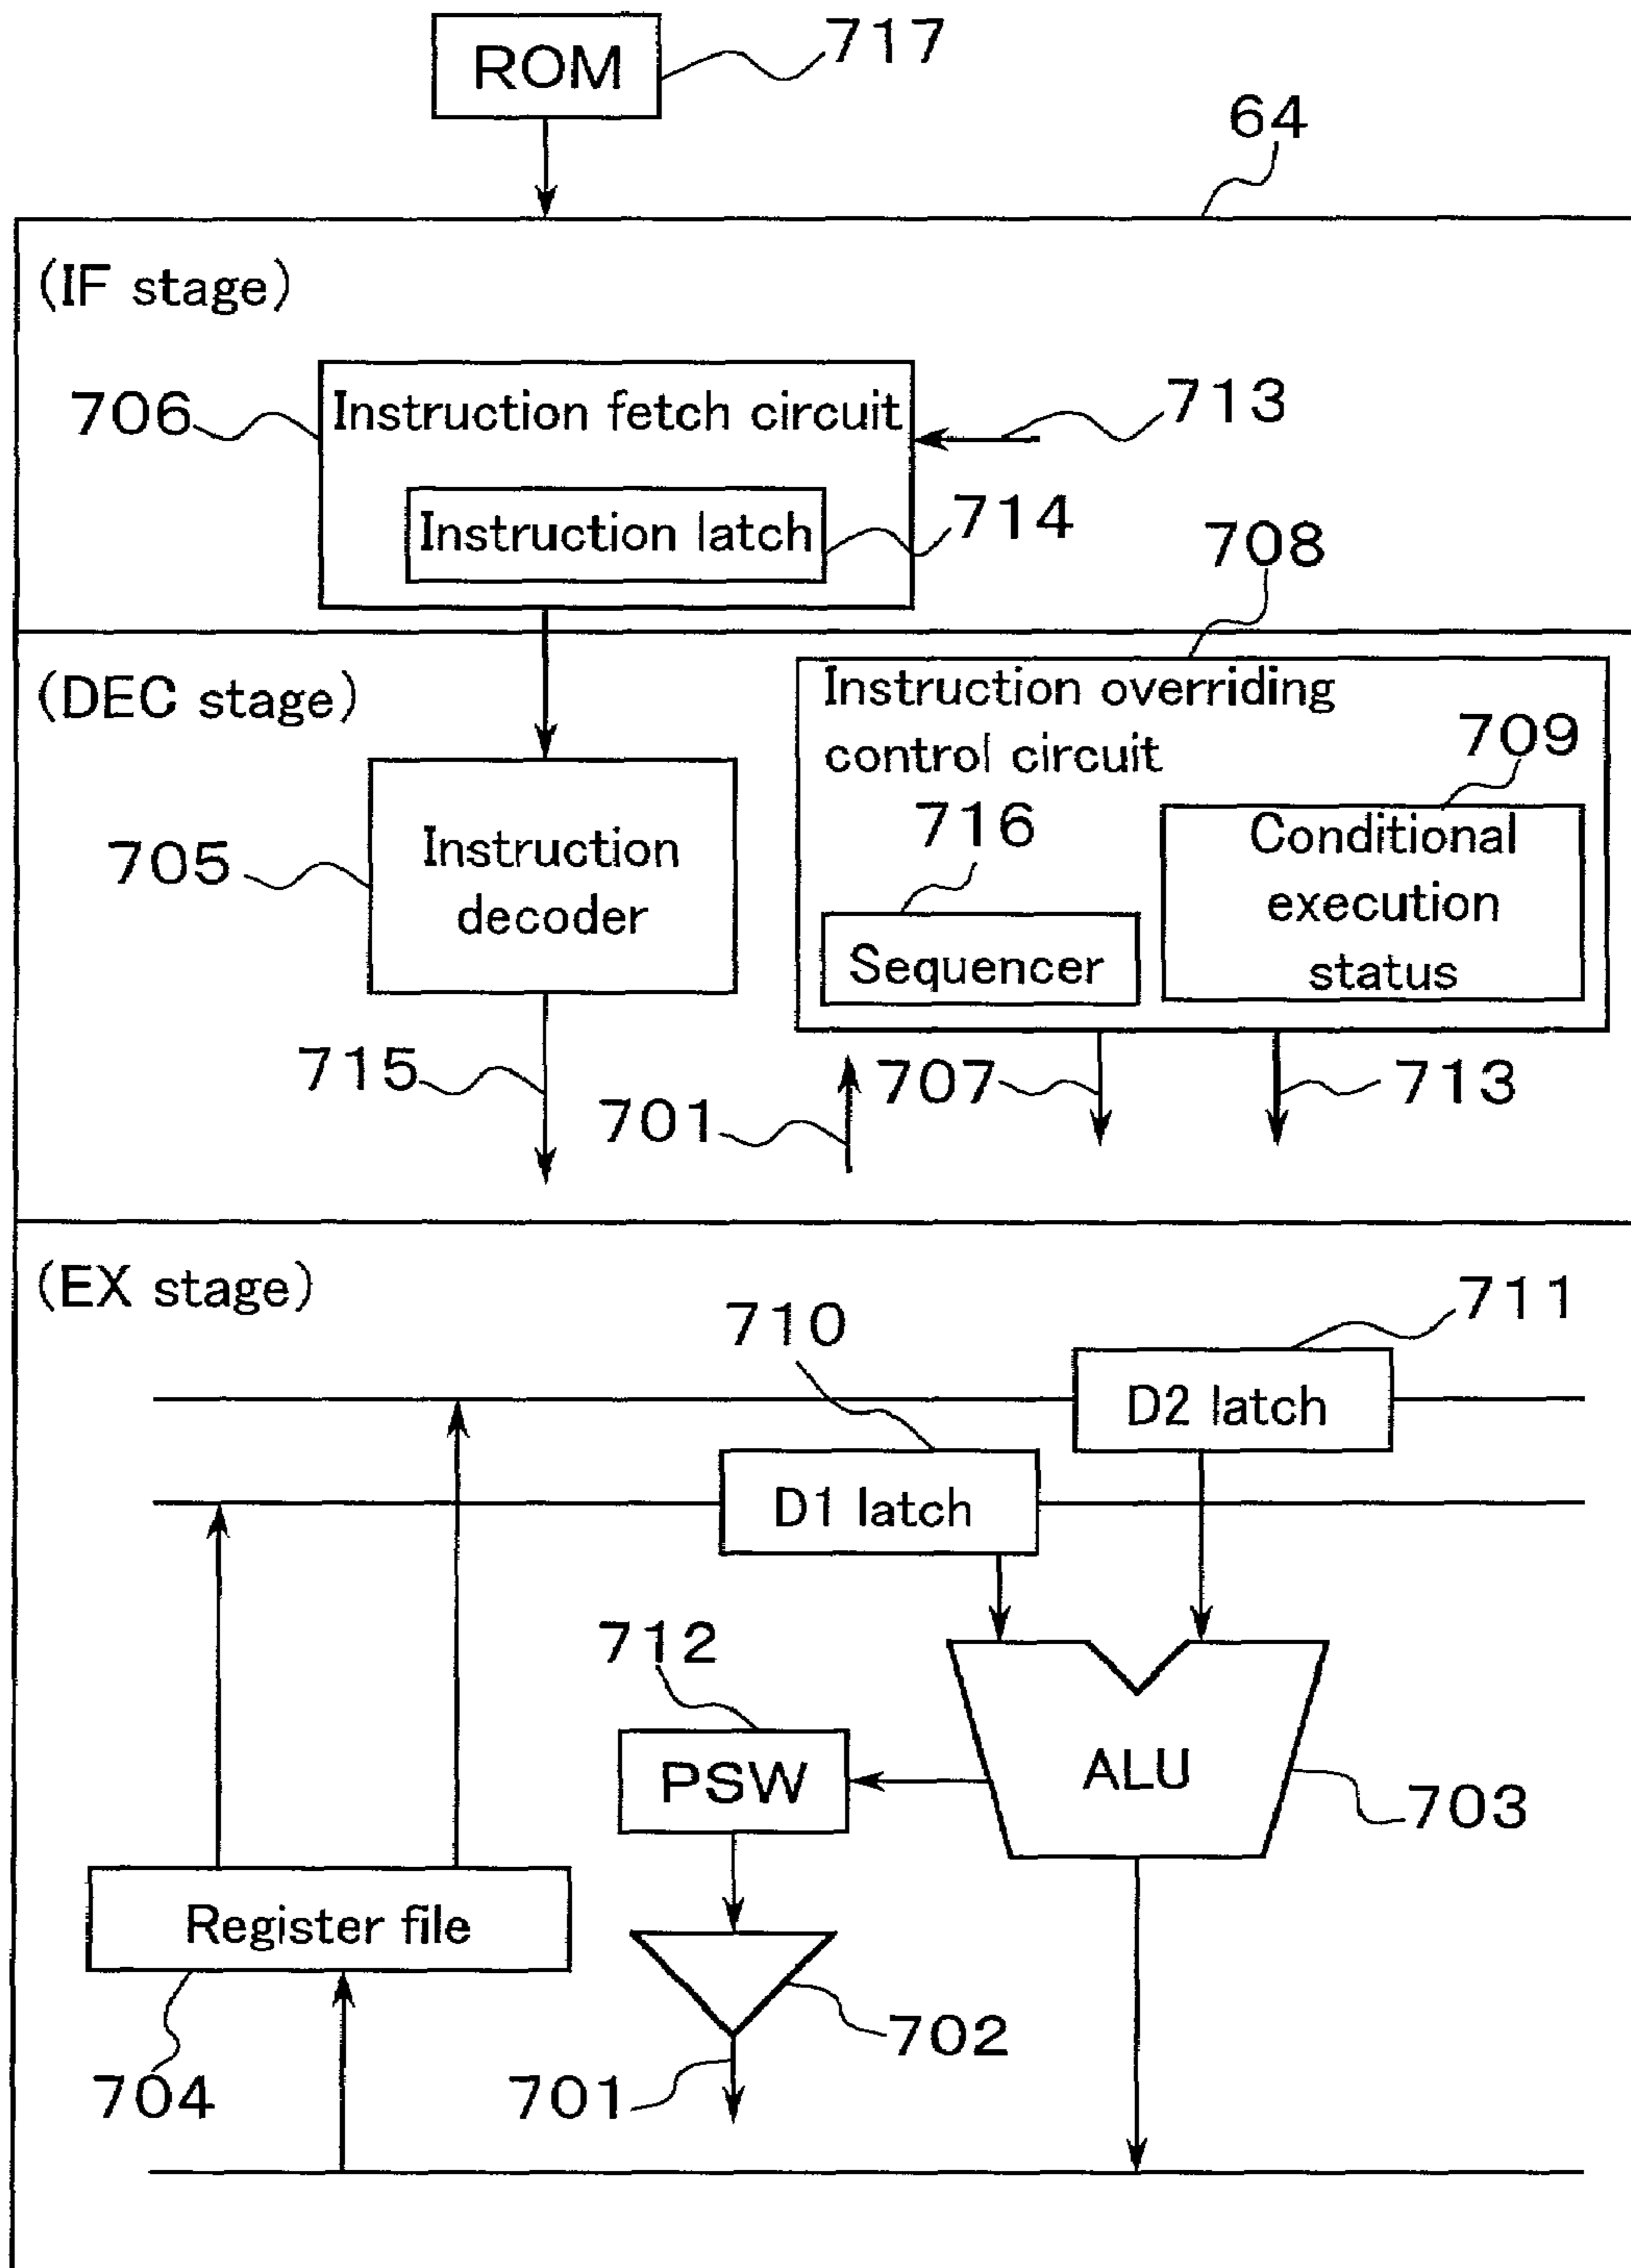 ROM
717
64
(IF stage)
706
Instruction fetch circuit
713
Instruction latch
714
708
(DEC stage)
Instruction overriding
control circuit
709
705
Instruction
decoder
716
Sequencer
Conditional
execution
status
715
701
707
713
(EX stage)
710
711
D2 latch
D1 latch
712
PSW
ALU
703
Register file
702
704
701